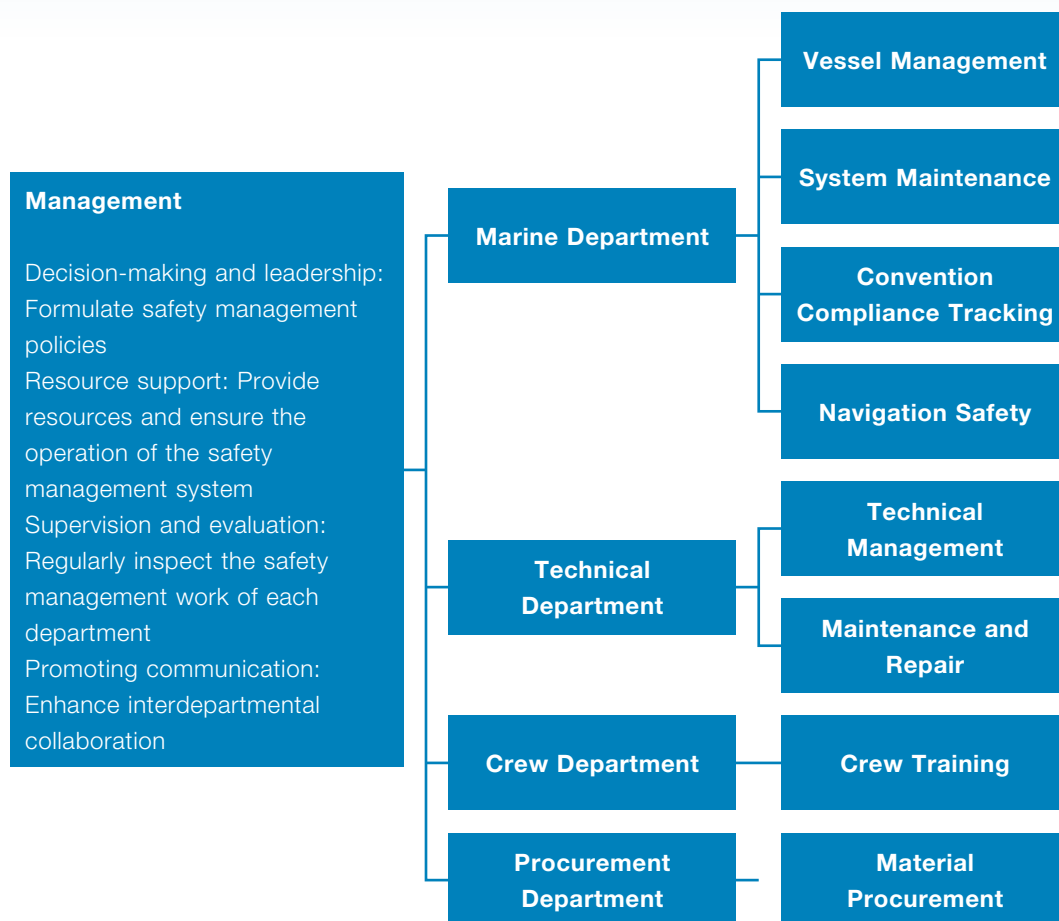 Management
Decision-making and leadership:
Formulate safety management
policies
Resource support: Provide
resources and ensure the
operation of the safety
management system
Supervision and evaluation:
Regularly inspect the safety
management work of each
department
Promoting communication:
Enhance interdepartmental
collaboration
Marine Department
Vessel Management
System Maintenance
Convention
Compliance Tracking
Navigation Safety
Technical
Department
Technical
Management
Maintenance and
Repair
Crew Department
Crew Training
Procurement
Department
Material
Procurement